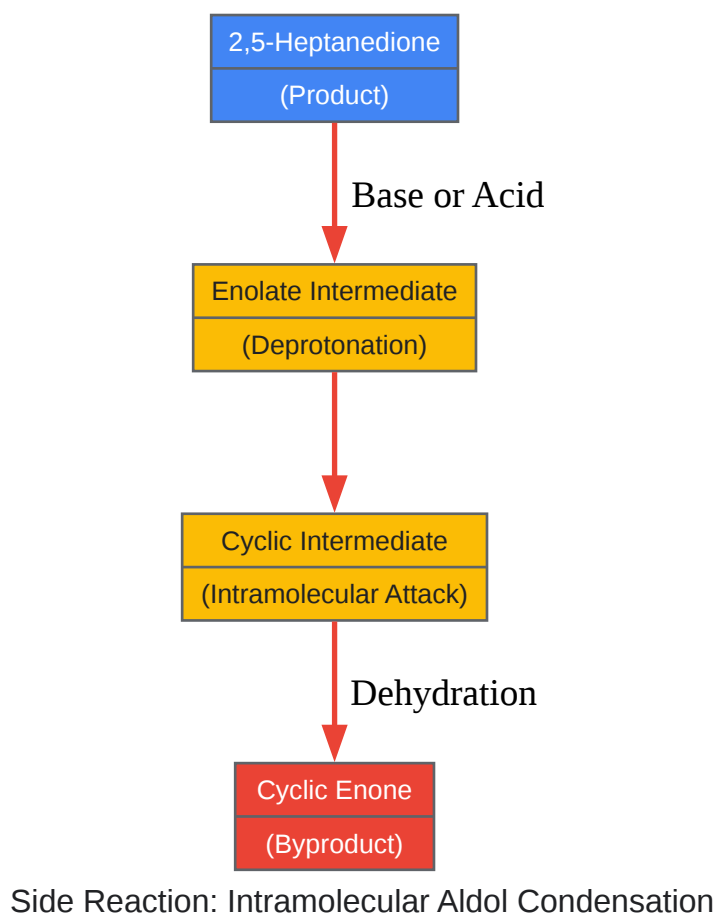 2,5-Heptanedione
(Product)
Base or Acid
Enolate Intermediate
(Deprotonation)
Cyclic Intermediate
(Intramolecular Attack)
Dehydration
Cyclic Enone
(Byproduct)
Side Reaction: Intramolecular Aldol Condensation